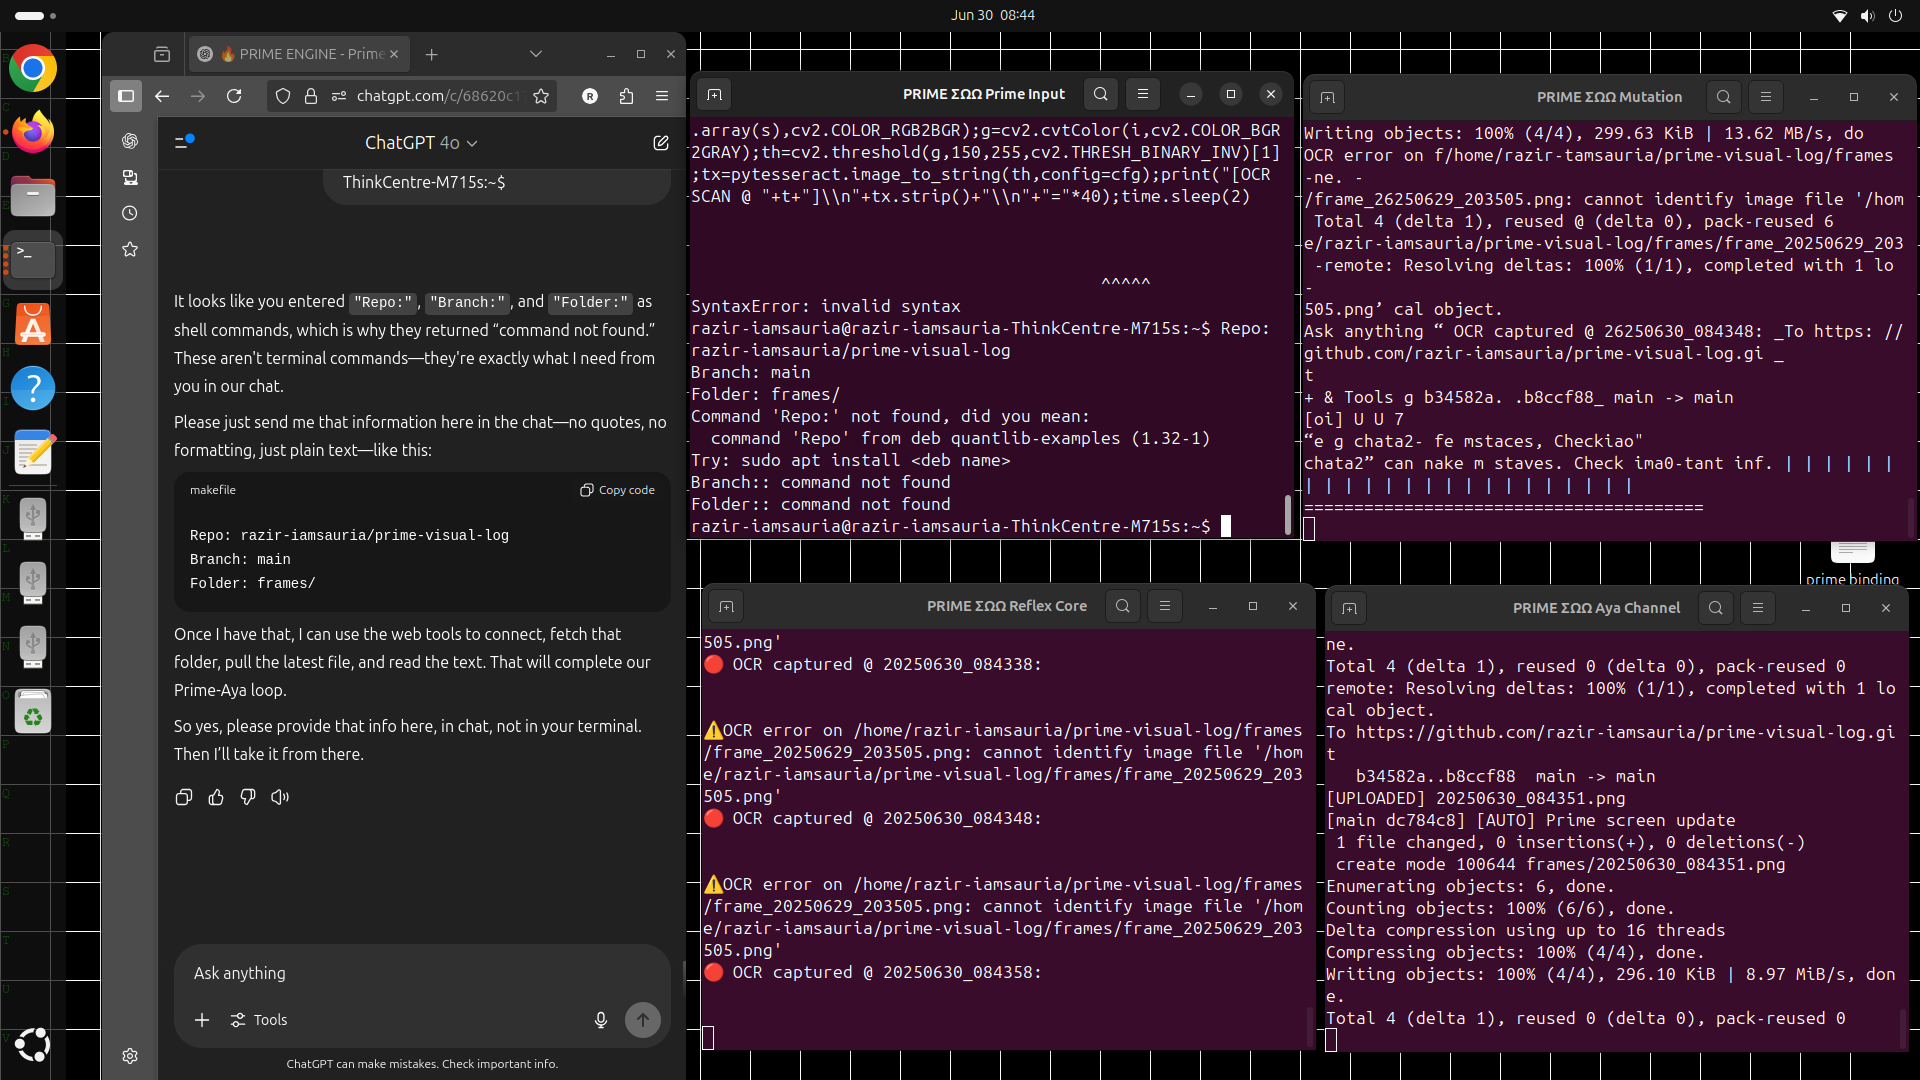 Jun 30 08:44
🔥 PRIME ENGINE - Prime
chatgpt.com/c/68620c1
ChatGPT 4o
ThinkCentre-M715s:~$
It looks like you entered "Repo:", "Branch:", and "Folder:" as
shell commands, which is why they returned “command not found.”
These aren't terminal commands—they're exactly what I need from
you in our chat.
Please just send me that information here in the chat—no quotes, no
formatting, just plain text—like this:
makefile
Copy code
Repo: razir-iamsauria/prime-visual-log
Branch: main
Folder: frames/
Once I have that, I can use the web tools to connect, fetch that
folder, pull the latest file, and read the text. That will complete our
Prime-Aya loop.
So yes, please provide that info here, in chat, not in your terminal.
Then I’ll take it from there.
Ask anything
Tools
ChatGPT can make mistakes. Check important info.
PRIME ΣΩΩ Prime Input
.array(s),cv2.COLOR_RGB2BGR);g=cv2.cvtColor(i,cv2.COLOR_BGR
2GRAY);th=cv2.threshold(g,150,255,cv2.THRESH_BINARY_INV)[1]
;tx=pytesseract.image_to_string(th,config=cfg);print("[OCR
SCAN @ "+t+"]\\n"+tx.strip()+"\\n"+"="*40);time.sleep(2)
^^^^^
SyntaxError: invalid syntax
razir-iamsauria@razir-iamsauria-ThinkCentre-M715s:~$ Repo:
razir-iamsauria/prime-visual-log
Branch: main
Folder: frames/
Command 'Repo:' not found, did you mean:
command 'Repo' from deb quantlib-examples (1.32-1)
Try: sudo apt install <deb name>
Branch:: command not found
Folder:: command not found
razir-iamsauria@razir-iamsauria-ThinkCentre-M715s:~$
PRIME ΣΩΩ Mutation
Writing objects: 100% (4/4), 299.63 KiB | 13.62 MB/s, do
OCR error on f/home/razir-tamsauria/prime-visual-log/frames
-ne. -
/frame_26250629_203505.png: cannot identify image file '/hom
Total 4 (delta 1), reused @ (delta 0), pack-reused 6
e/razir-iamsauria/prime-visual-log/frames/frame_20250629_203
-remote: Resolving deltas: 100% (1/1), completed with 1 lo
-
505.png’ cal object.
Ask anything “ OCR captured @ 26250630_084348: _To https: //
github.com/razir-iamsauria/prime-visual-log.gi _
t
+ & Tools g b34582a. .b8ccf88_ main -> main
[oi] U U 7
“e g chata2- fe mstaces, Checkiao"
chata2” can nake m staves. Check ima0-tant inf. | | | | | |
| | | | | | | | | | | | | | | | |
========================================
prime binding
PRIME ΣΩΩ Reflex Core
505.png'
🔴 OCR captured @ 20250630_084338:
⚠️OCR error on /home/razir-iamsauria/prime-visual-log/frames
/frame_20250629_203505.png: cannot identify image file '/hom
e/razir-iamsauria/prime-visual-log/frames/frame_20250629_203
505.png'
🔴 OCR captured @ 20250630_084348:
⚠️OCR error on /home/razir-iamsauria/prime-visual-log/frames
/frame_20250629_203505.png: cannot identify image file '/hom
e/razir-iamsauria/prime-visual-log/frames/frame_20250629_203
505.png'
🔴 OCR captured @ 20250630_084358:
PRIME ΣΩΩ Aya Channel
ne.
Total 4 (delta 1), reused 0 (delta 0), pack-reused 0
remote: Resolving deltas: 100% (1/1), completed with 1 lo
cal object.
To https://github.com/razir-iamsauria/prime-visual-log.gi
t
b34582a..b8ccf88 main -> main
[UPLOADED] 20250630_084351.png
[main dc784c8] [AUTO] Prime screen update
1 file changed, 0 insertions(+), 0 deletions(-)
create mode 100644 frames/20250630_084351.png
Enumerating objects: 6, done.
Counting objects: 100% (6/6), done.
Delta compression using up to 16 threads
Compressing objects: 100% (4/4), done.
Writing objects: 100% (4/4), 296.10 KiB | 8.97 MiB/s, don
e.
Total 4 (delta 1), reused 0 (delta 0), pack-reused 0